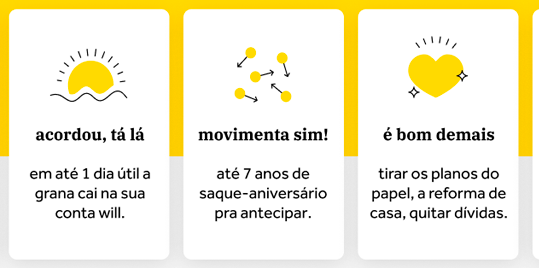 acordou, tá lá
em até 1 dia útil a
grana cai na sua
conta will.
movimenta sim!
até 7 anos de
saque-aniversário
pra antecipar.
é bom demais
tirar os planos do
papel, a reforma de
casa, quitar dívidas.